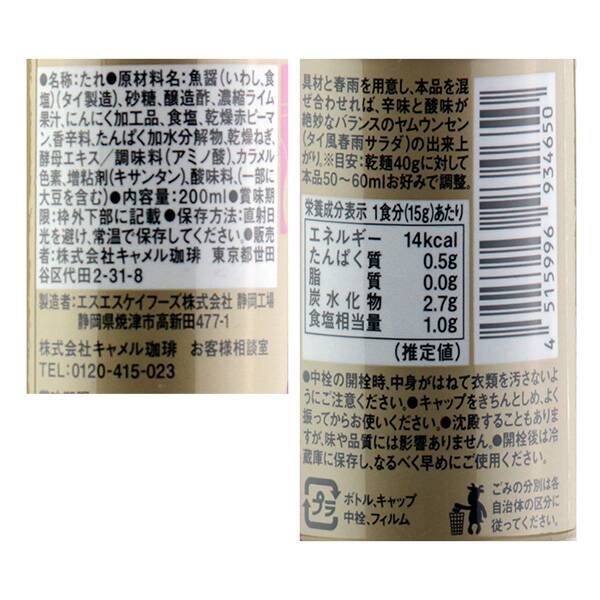 ●名称：たれ●原材料名：魚醤（いわし、食
塩）（タイ製造）、砂糖、醸造酢、濃縮ライム
果汁、にんにく加工品、食塩、乾燥赤ピーマ
ン、香辛料、たんぱく加水分解物、乾燥ねぎ、
酵母エキス／調味料（アミノ酸）、カラメル
色素、増粘剤（キサンタン）、酸味料、（一部に
大豆を含む）●内容量：200ml●賞味期
限：枠外下部に記載●保存方法：直射日
光を避け、常温で保存してください。●販売
者：株式会社キャメル珈琲 東京都世田
谷区代田2-31-8
製造者：エスエスケイフーズ株式会社 静岡工場
静岡県焼津市高新田477-1
株式会社キャメル珈琲 お客様相談室
TEL:0120-415-023
具材と春雨を用意し、本品を混
ぜ合わせれば、辛味と酸味が
絶妙なバランスのヤムウンセン
（タイ風春雨サラダ）の出来上
がり。※目安：乾麺40gに対して
本品50～60mlお好みで調整。
栄養成分表示 1食分(15g)あたり
エネルギー 14kcal
たんぱく質 0.5g
脂質 0.0g
炭水化物 2.7g
食塩相当量 1.0g
（推定値）
4 515996 934650
●中栓の開栓時、中身がはねて衣類を汚さないよ
うにご注意ください。●キャップをきちんとしめ、よく
振ってからお使いください。●沈殿することもありま
すが、味や品質には影響ありません。●開栓後は冷
蔵庫に保存し、なるべく早めにご使用ください。
プラ
ボトル、キャップ
中栓、フィルム
ごみの分別は各
自治体の区分に
従ってください。